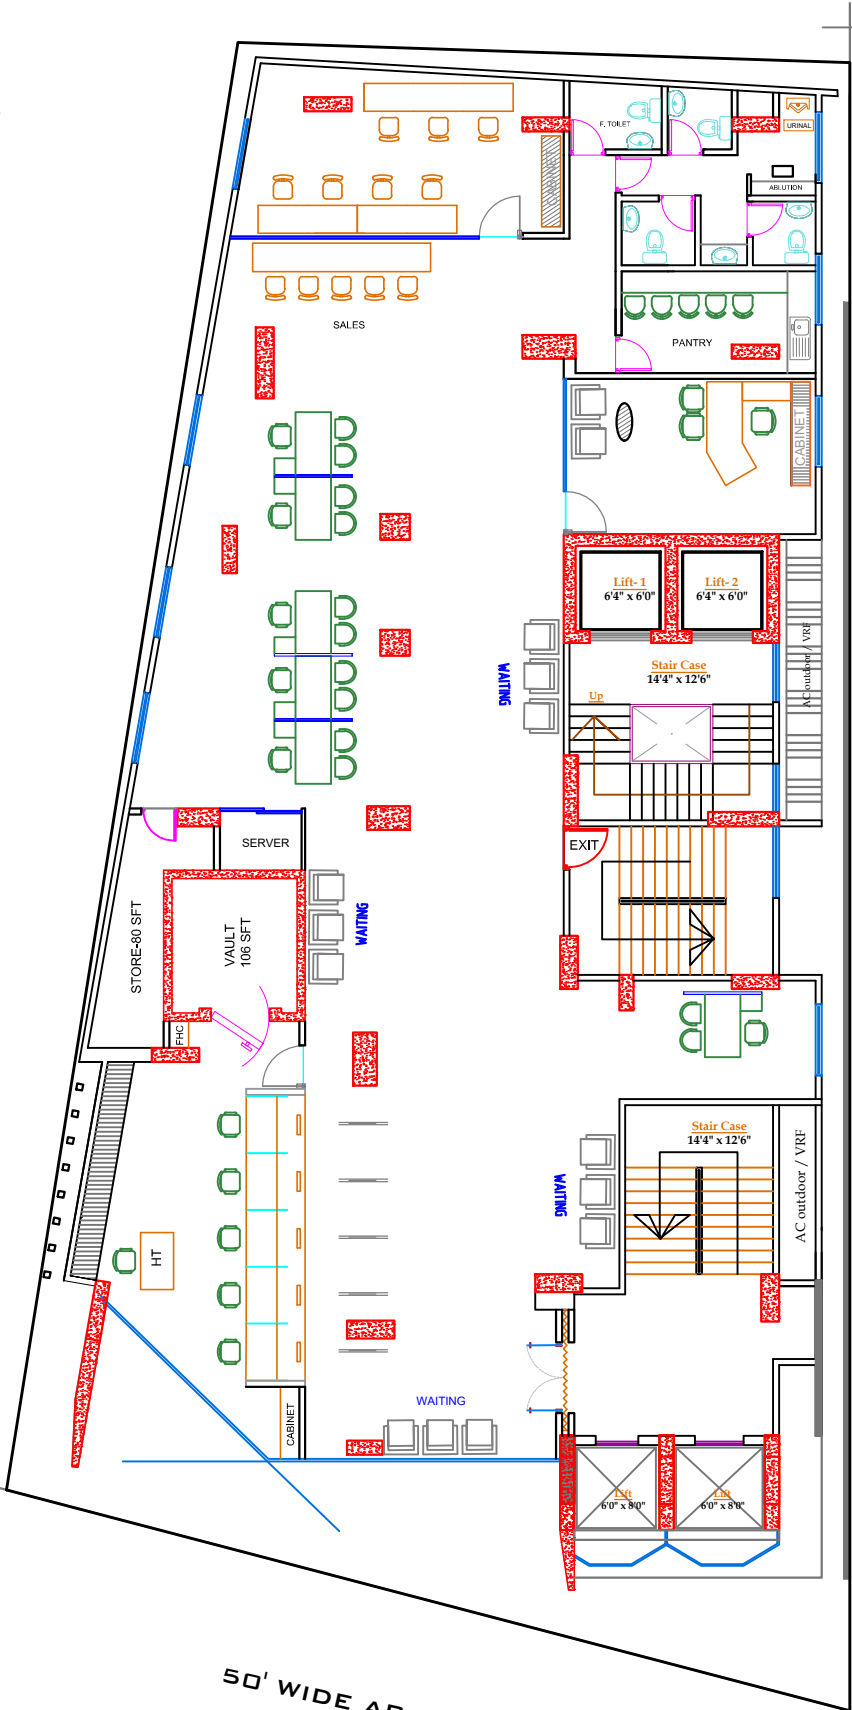 F. TOILET
URINAL
ABLUTION
CABINET
SALES
PANTRY
CABINET
Lift- 1
6'4" x 6'0"
Lift- 2
6'4" x 6'0"
WAITING
Stair Case
14'4" x 12'6"
Up
AC outdoor / VRF
SERVER
EXIT
STORE-80 SFT
VAULT
106 SFT
WAITING
FHC
Stair Case
14'4" x 12'6"
WAITING
AC outdoor / VRF
HT
WAITING
CABINET
Lift
6'0" x 8'0"
Lift
6'0" x 8'0"
50' WIDE